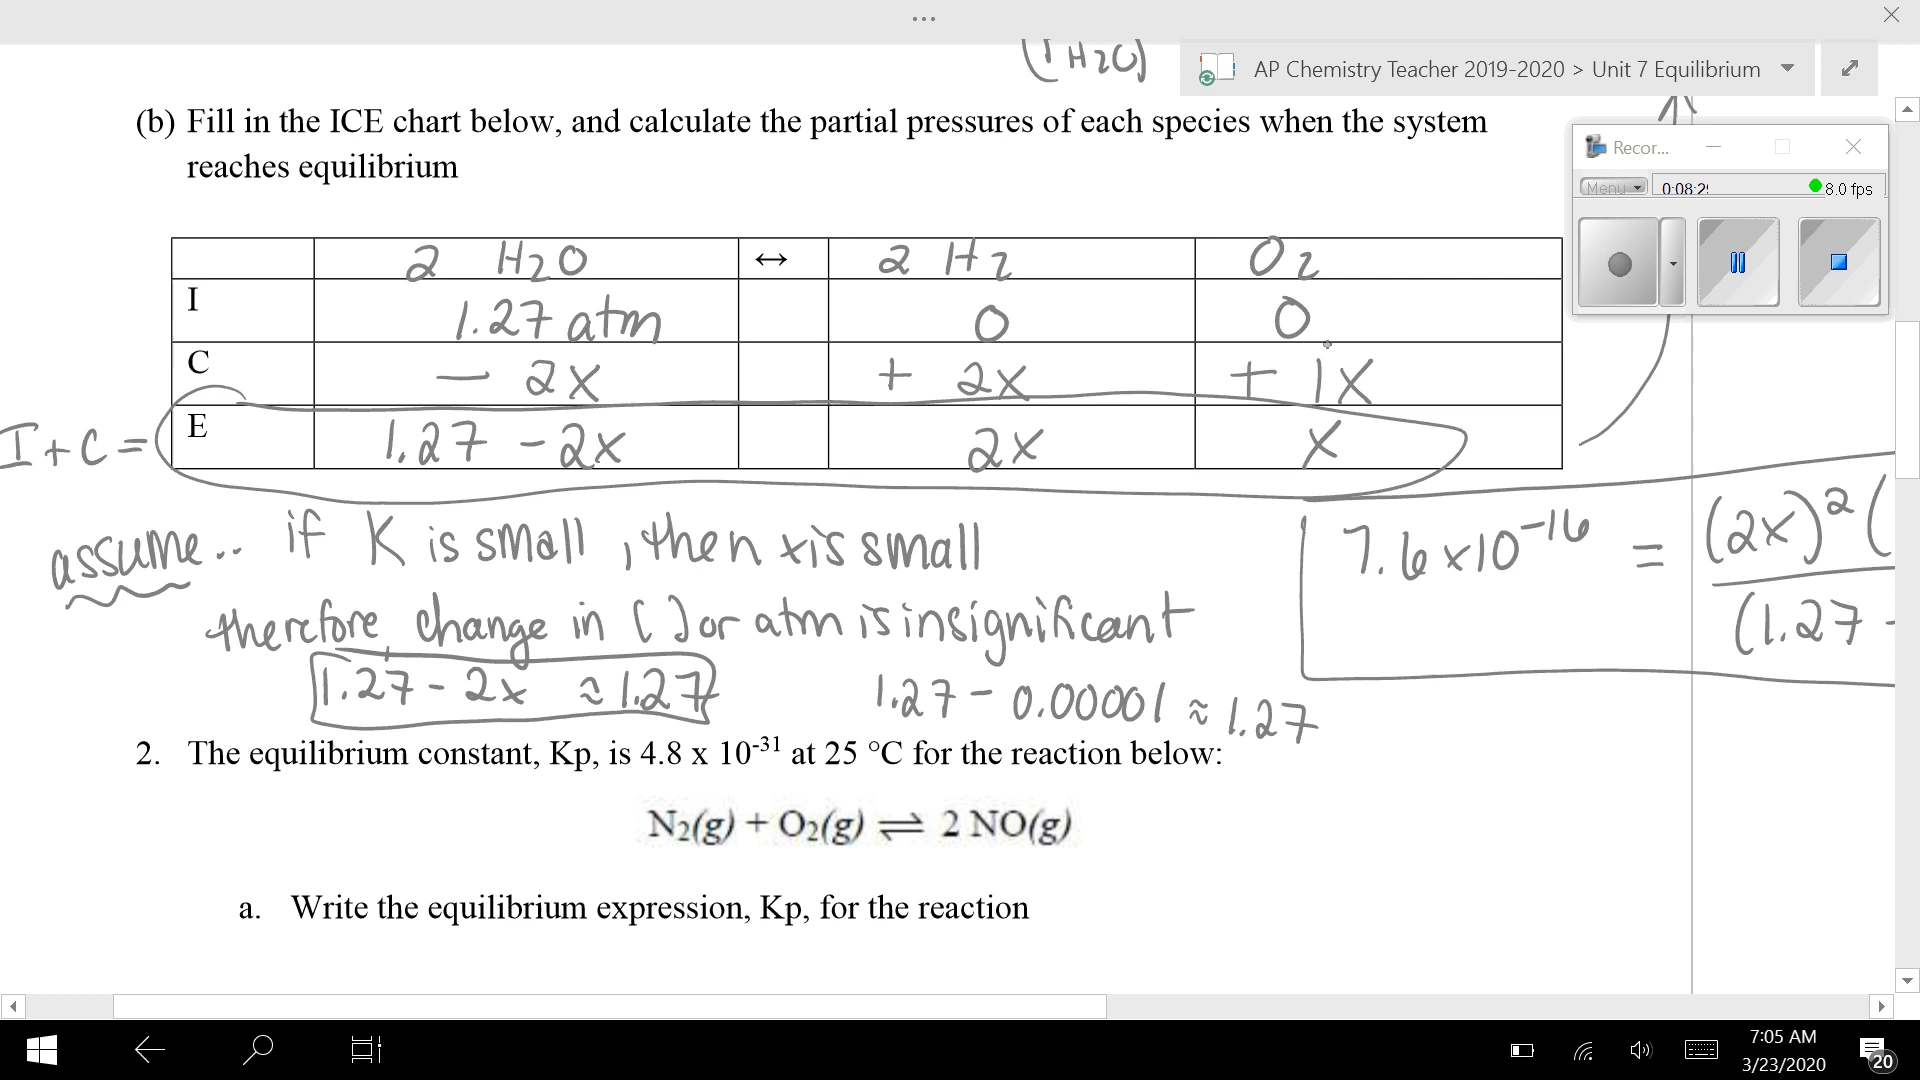 (P H2O)
AP Chemistry Teacher 2019-2020 > Unit 7 Equilibrium
(b) Fill in the ICE chart below, and calculate the partial pressures of each species when the system
reaches equilibrium
Recor...
Menu 0:08:2 8.0 fps
2 H2O ↔ 2 H2 O2
I 1.27 atm 0 0
C - 2x + 2x + 1x
I + C = E 1.27 - 2x 2x x
assume.. if K is small, then x is small
therefore change in [ ] or atm is insignificant
1.27 - 2x ≈ 1.27
1.27 - 0.00001 ≈ 1.27
7.6 x 10^-16 = (2x)^2 (
(1.27 -
2. The equilibrium constant, Kp, is 4.8 x 10^-31 at 25 °C for the reaction below:
N2(g) + O2(g) ⇌ 2 NO(g)
a. Write the equilibrium expression, Kp, for the reaction
7:05 AM
3/23/2020
20